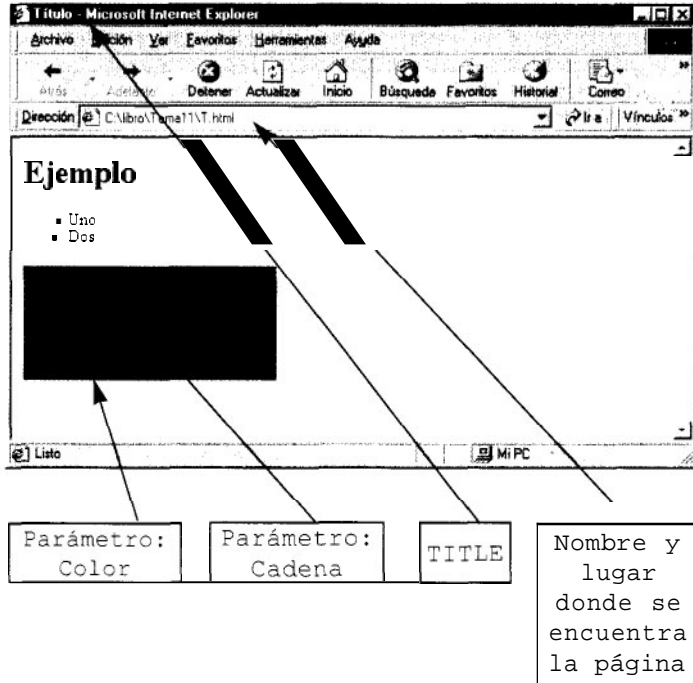 Título - Microsoft Internet Explorer
Archivo Edición Ver Favoritos Herramientas Ayuda
Atrás Adelante Detener Actualizar Inicio Búsqueda Favoritos Historial Correo »
Dirección C:\libro\Tema11\T.html Ir a Vínculos »
Ejemplo
Uno
Dos
Listo Mi PC
Parámetro:
Color
Parámetro:
Cadena
TITLE
Nombre y
lugar
donde se
encuentra
la página